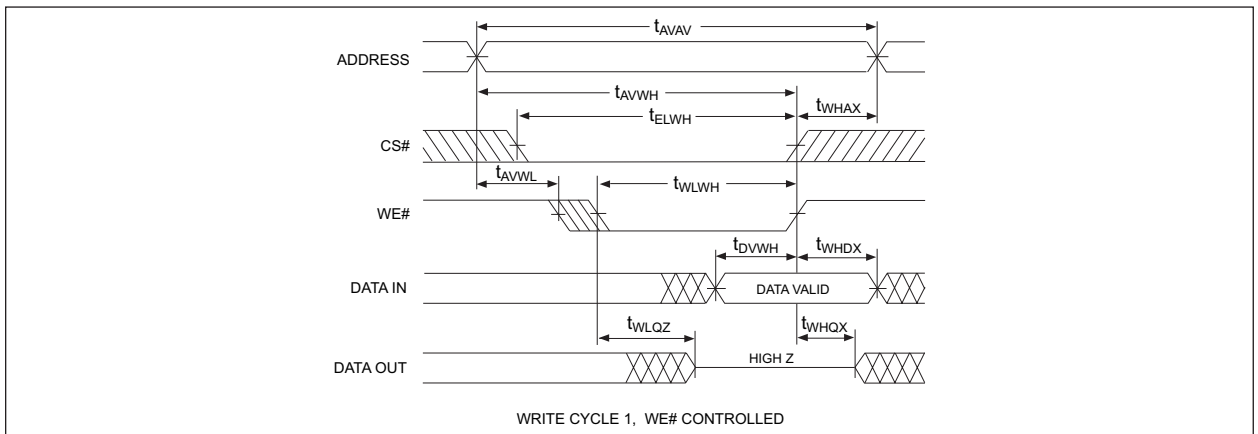 tAVAV
ADDRESS
tAVWH
tWHAX
tELWH
CS#
tAVWL
tWLWH
WE#
tDVWH
tWHDX
DATA IN
DATA VALID
tWLQZ
tWHQX
DATA OUT
HIGH Z
WRITE CYCLE 1, WE# CONTROLLED